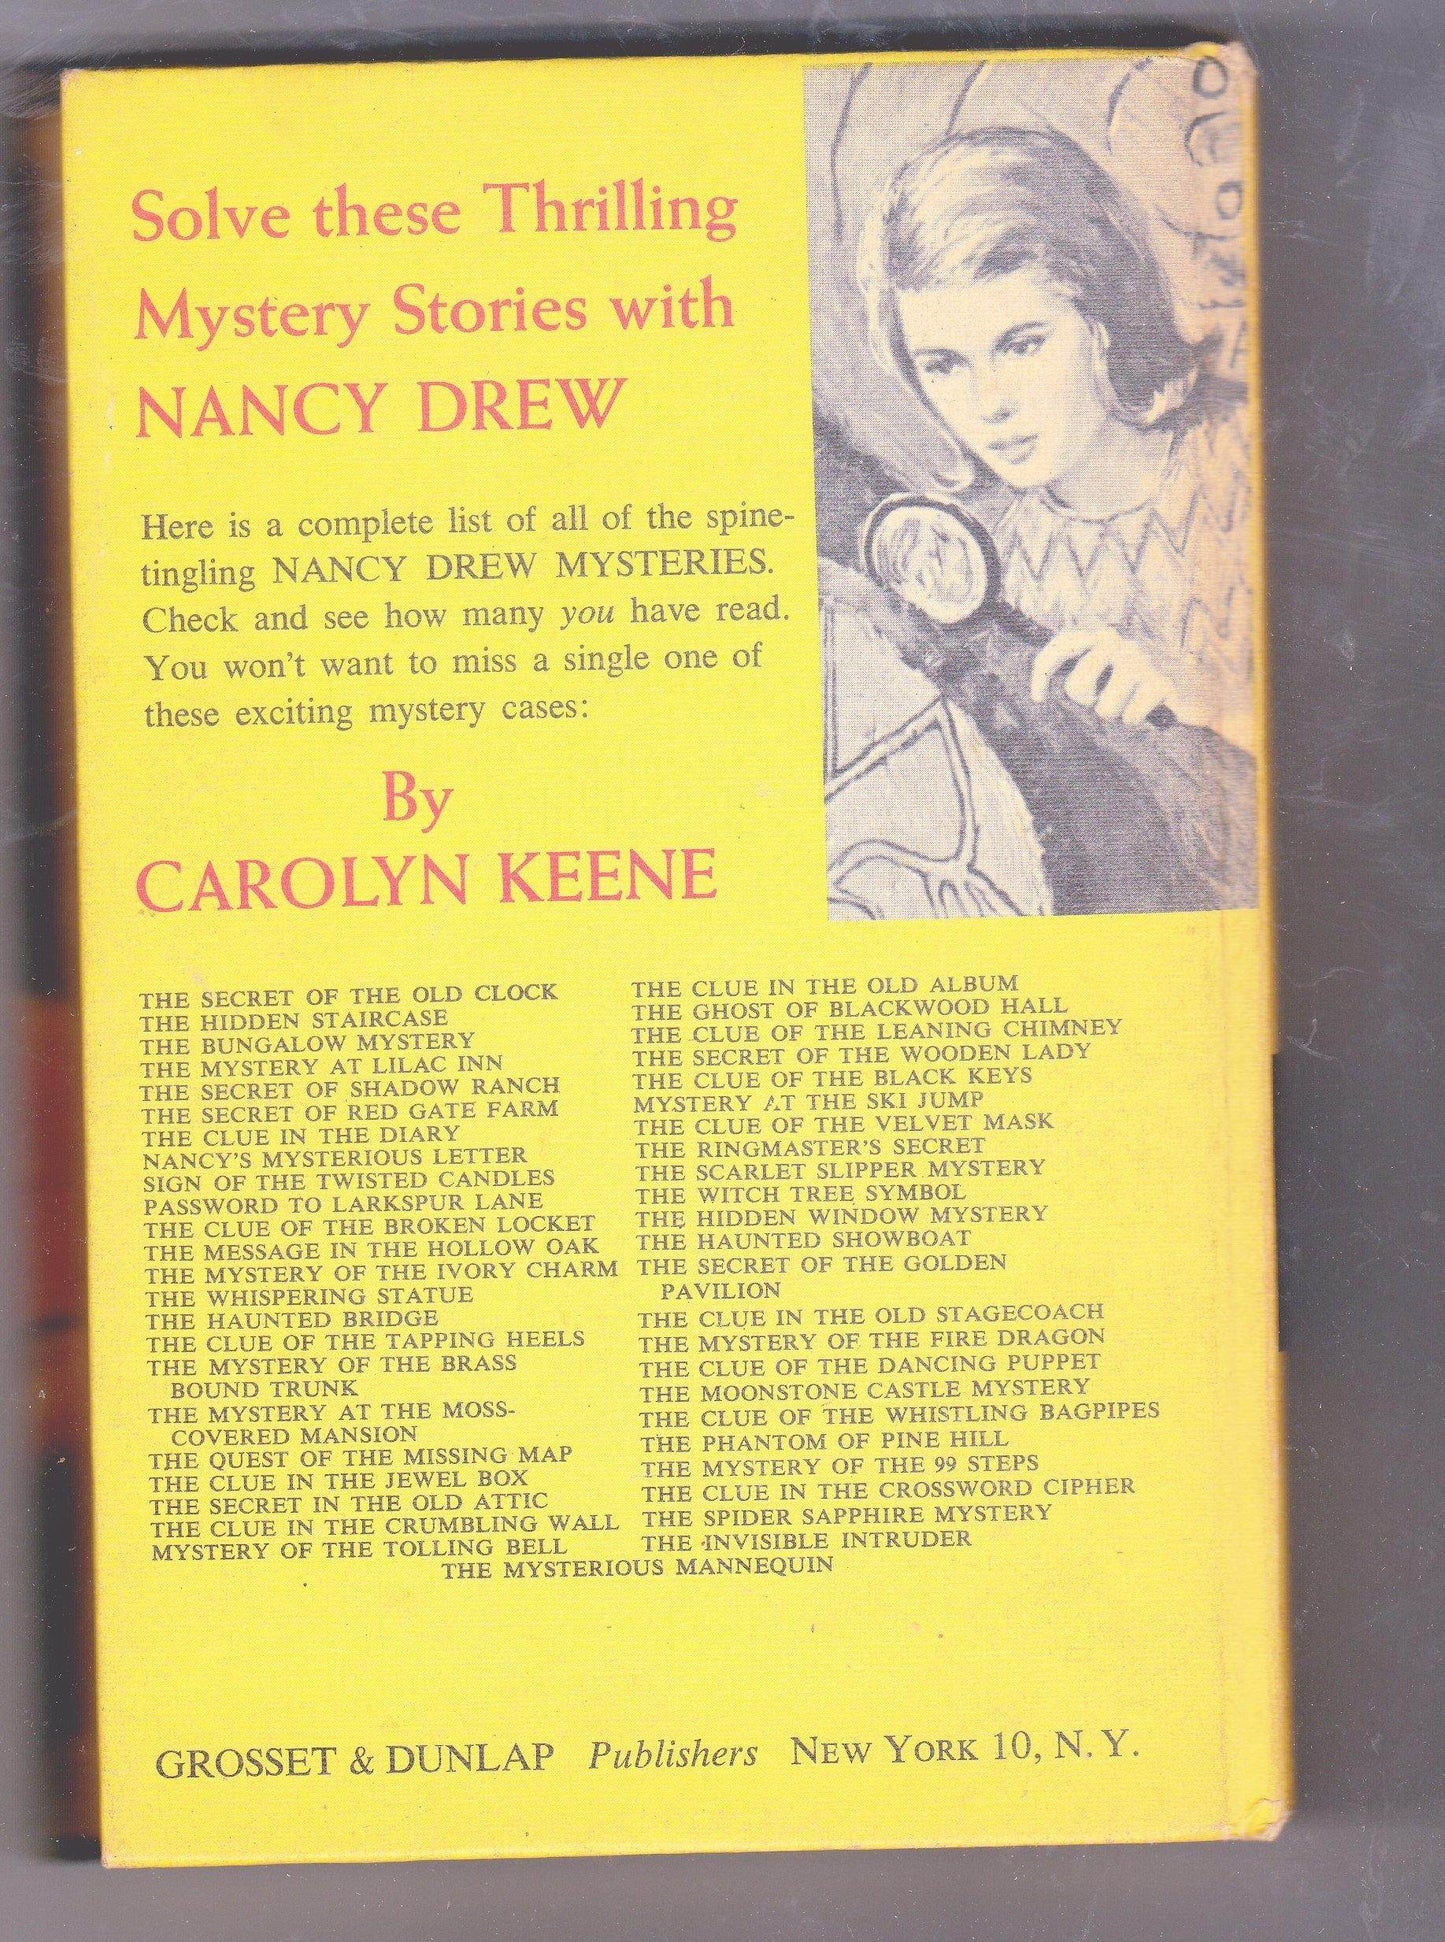 Solve these Thrilling
Mystery Stories with
NANCY DREW
Here is a complete list of all of the spine-
tingling NANCY DREW MYSTERIES.
Check and see how many you have read.
You won't want to miss a single one of
these exciting mystery cases:
By
CAROLYN KEENE
THE SECRET OF THE OLD CLOCK
THE HIDDEN STAIRCASE
THE BUNGALOW MYSTERY
THE MYSTERY AT LILAC INN
THE SECRET OF SHADOW RANCH
THE SECRET OF RED GATE FARM
THE CLUE IN THE DIARY
NANCY'S MYSTERIOUS LETTER
SIGN OF THE TWISTED CANDLES
PASSWORD TO LARKSPUR LANE
THE CLUE OF THE BROKEN LOCKET
THE MESSAGE IN THE HOLLOW OAK
THE MYSTERY OF THE IVORY CHARM
THE WHISPERING STATUE
THE HAUNTED BRIDGE
THE CLUE OF THE TAPPING HEELS
THE MYSTERY OF THE BRASS
BOUND TRUNK
THE MYSTERY AT THE MOSS-
COVERED MANSION
THE QUEST OF THE MISSING MAP
THE CLUE IN THE JEWEL BOX
THE SECRET IN THE OLD ATTIC
THE CLUE IN THE CRUMBLING WALL
MYSTERY OF THE TOLLING BELL
THE CLUE IN THE OLD ALBUM
THE GHOST OF BLACKWOOD HALL
THE CLUE OF THE LEANING CHIMNEY
THE SECRET OF THE WOODEN LADY
THE CLUE OF THE BLACK KEYS
MYSTERY AT THE SKI JUMP
THE CLUE OF THE VELVET MASK
THE RINGMASTER'S SECRET
THE SCARLET SLIPPER MYSTERY
THE WITCH TREE SYMBOL
THE HIDDEN WINDOW MYSTERY
THE HAUNTED SHOWBOAT
THE SECRET OF THE GOLDEN
PAVILION
THE CLUE IN THE OLD STAGECOACH
THE MYSTERY OF THE FIRE DRAGON
THE CLUE OF THE DANCING PUPPET
THE MOONSTONE CASTLE MYSTERY
THE CLUE OF THE WHISTLING BAGPIPES
THE PHANTOM OF PINE HILL
THE MYSTERY OF THE 99 STEPS
THE CLUE IN THE CROSSWORD CIPHER
THE SPIDER SAPPHIRE MYSTERY
THE INVISIBLE INTRUDER
THE MYSTERIOUS MANNEQUIN
GROSSET & DUNLAP Publishers NEW YORK 10, N. Y.